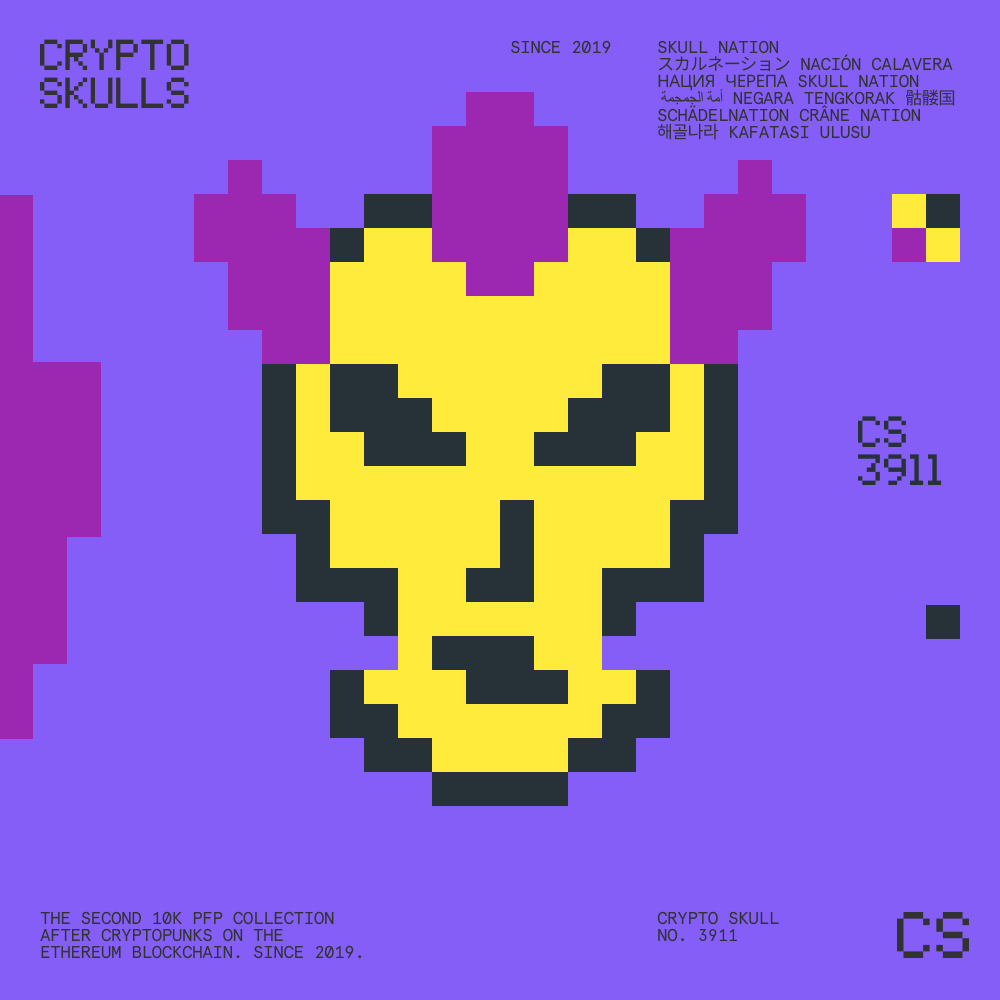 CRYPTO
SKULLS
SINCE 2019
SKULL NATION
スカルネーション NACIÓN CALAVERA
НАЦИЯ ЧЕРЕПА SKULL NATION
أمة الجمجمة NEGARA TENGKORAK 骷髅国
SCHÄDELNATION CRÂNE NATION
해골나라 KAFATASI ULUSU
CS
3911
THE SECOND 10K PFP COLLECTION
AFTER CRYPTOPUNKS ON THE
ETHEREUM BLOCKCHAIN. SINCE 2019.
CRYPTO SKULL
NO. 3911
CS